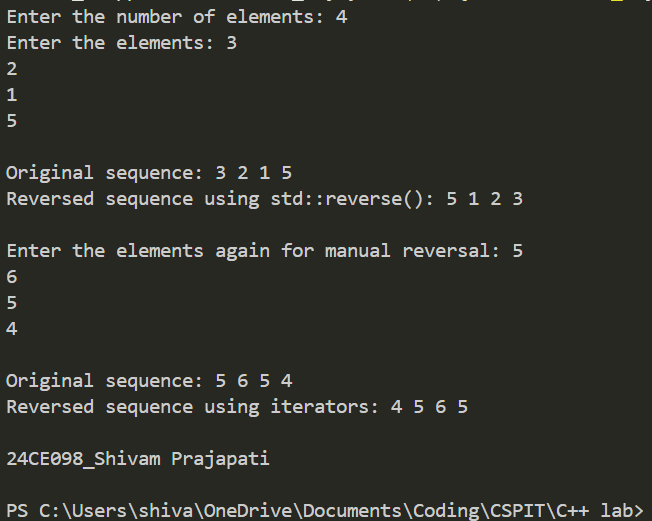 Enter the number of elements: 4
Enter the elements: 3
2
1
5
Original sequence: 3 2 1 5
Reversed sequence using std::reverse(): 5 1 2 3
Enter the elements again for manual reversal: 5
6
5
4
Original sequence: 5 6 5 4
Reversed sequence using iterators: 4 5 6 5
24CE098_Shivam Prajapati
PS C:\Users\shiva\OneDrive\Documents\Coding\CSPIT\C++ lab>